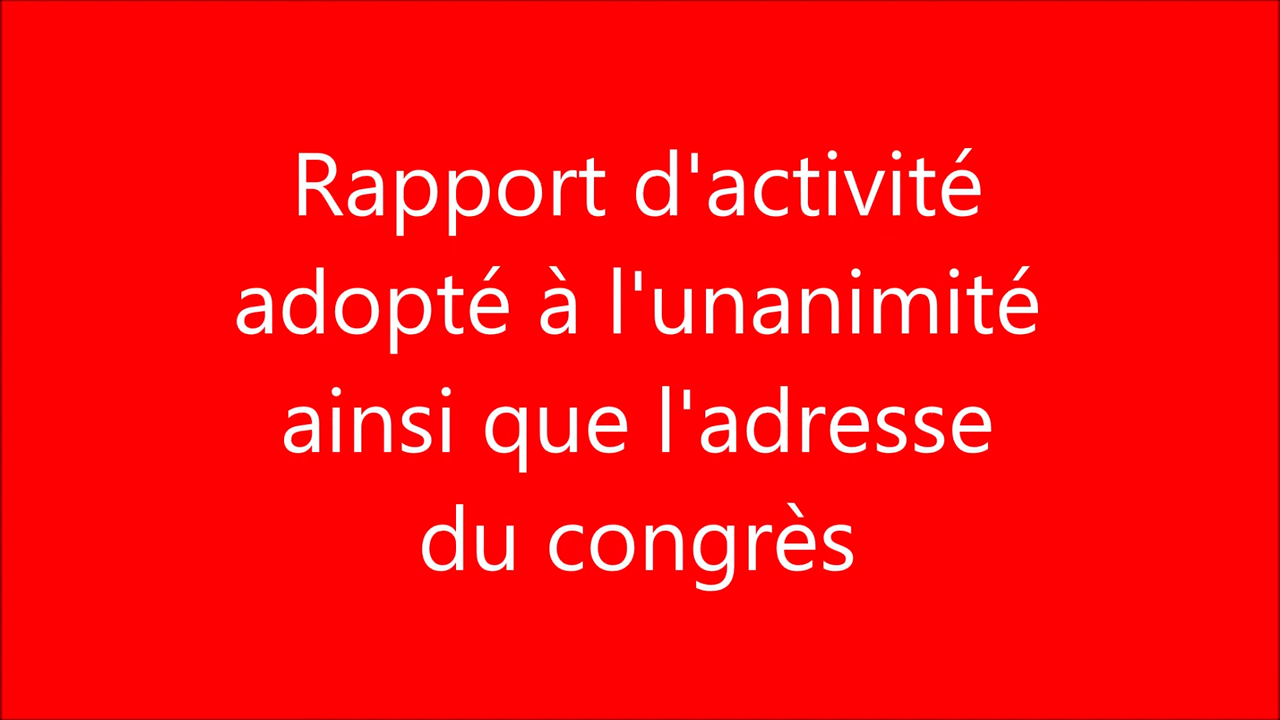 Rapport d'activité
adopté à l'unanimité
ainsi que l'adresse
du congrès